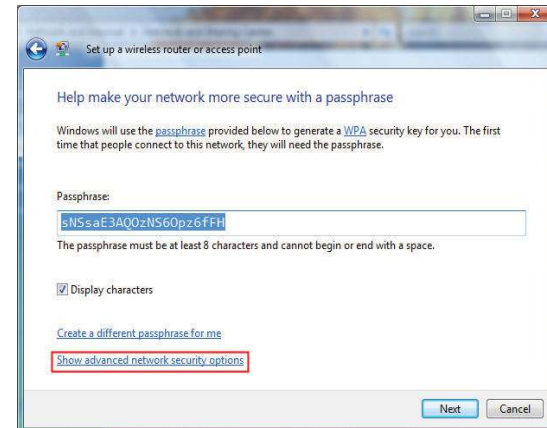 Set up a wireless router or access point
Help make your network more secure with a passphrase
Windows will use the passphrase provided below to generate a WPA security key for you. The first
time that people connect to this network, they will need the passphrase.
Passphrase:
sNSsaE3AQOzNS6Opz6fFH
The passphrase must be at least 8 characters and cannot begin or end with a space.
Display characters
Create a different passphrase for me
Show advanced network security options
Next Cancel